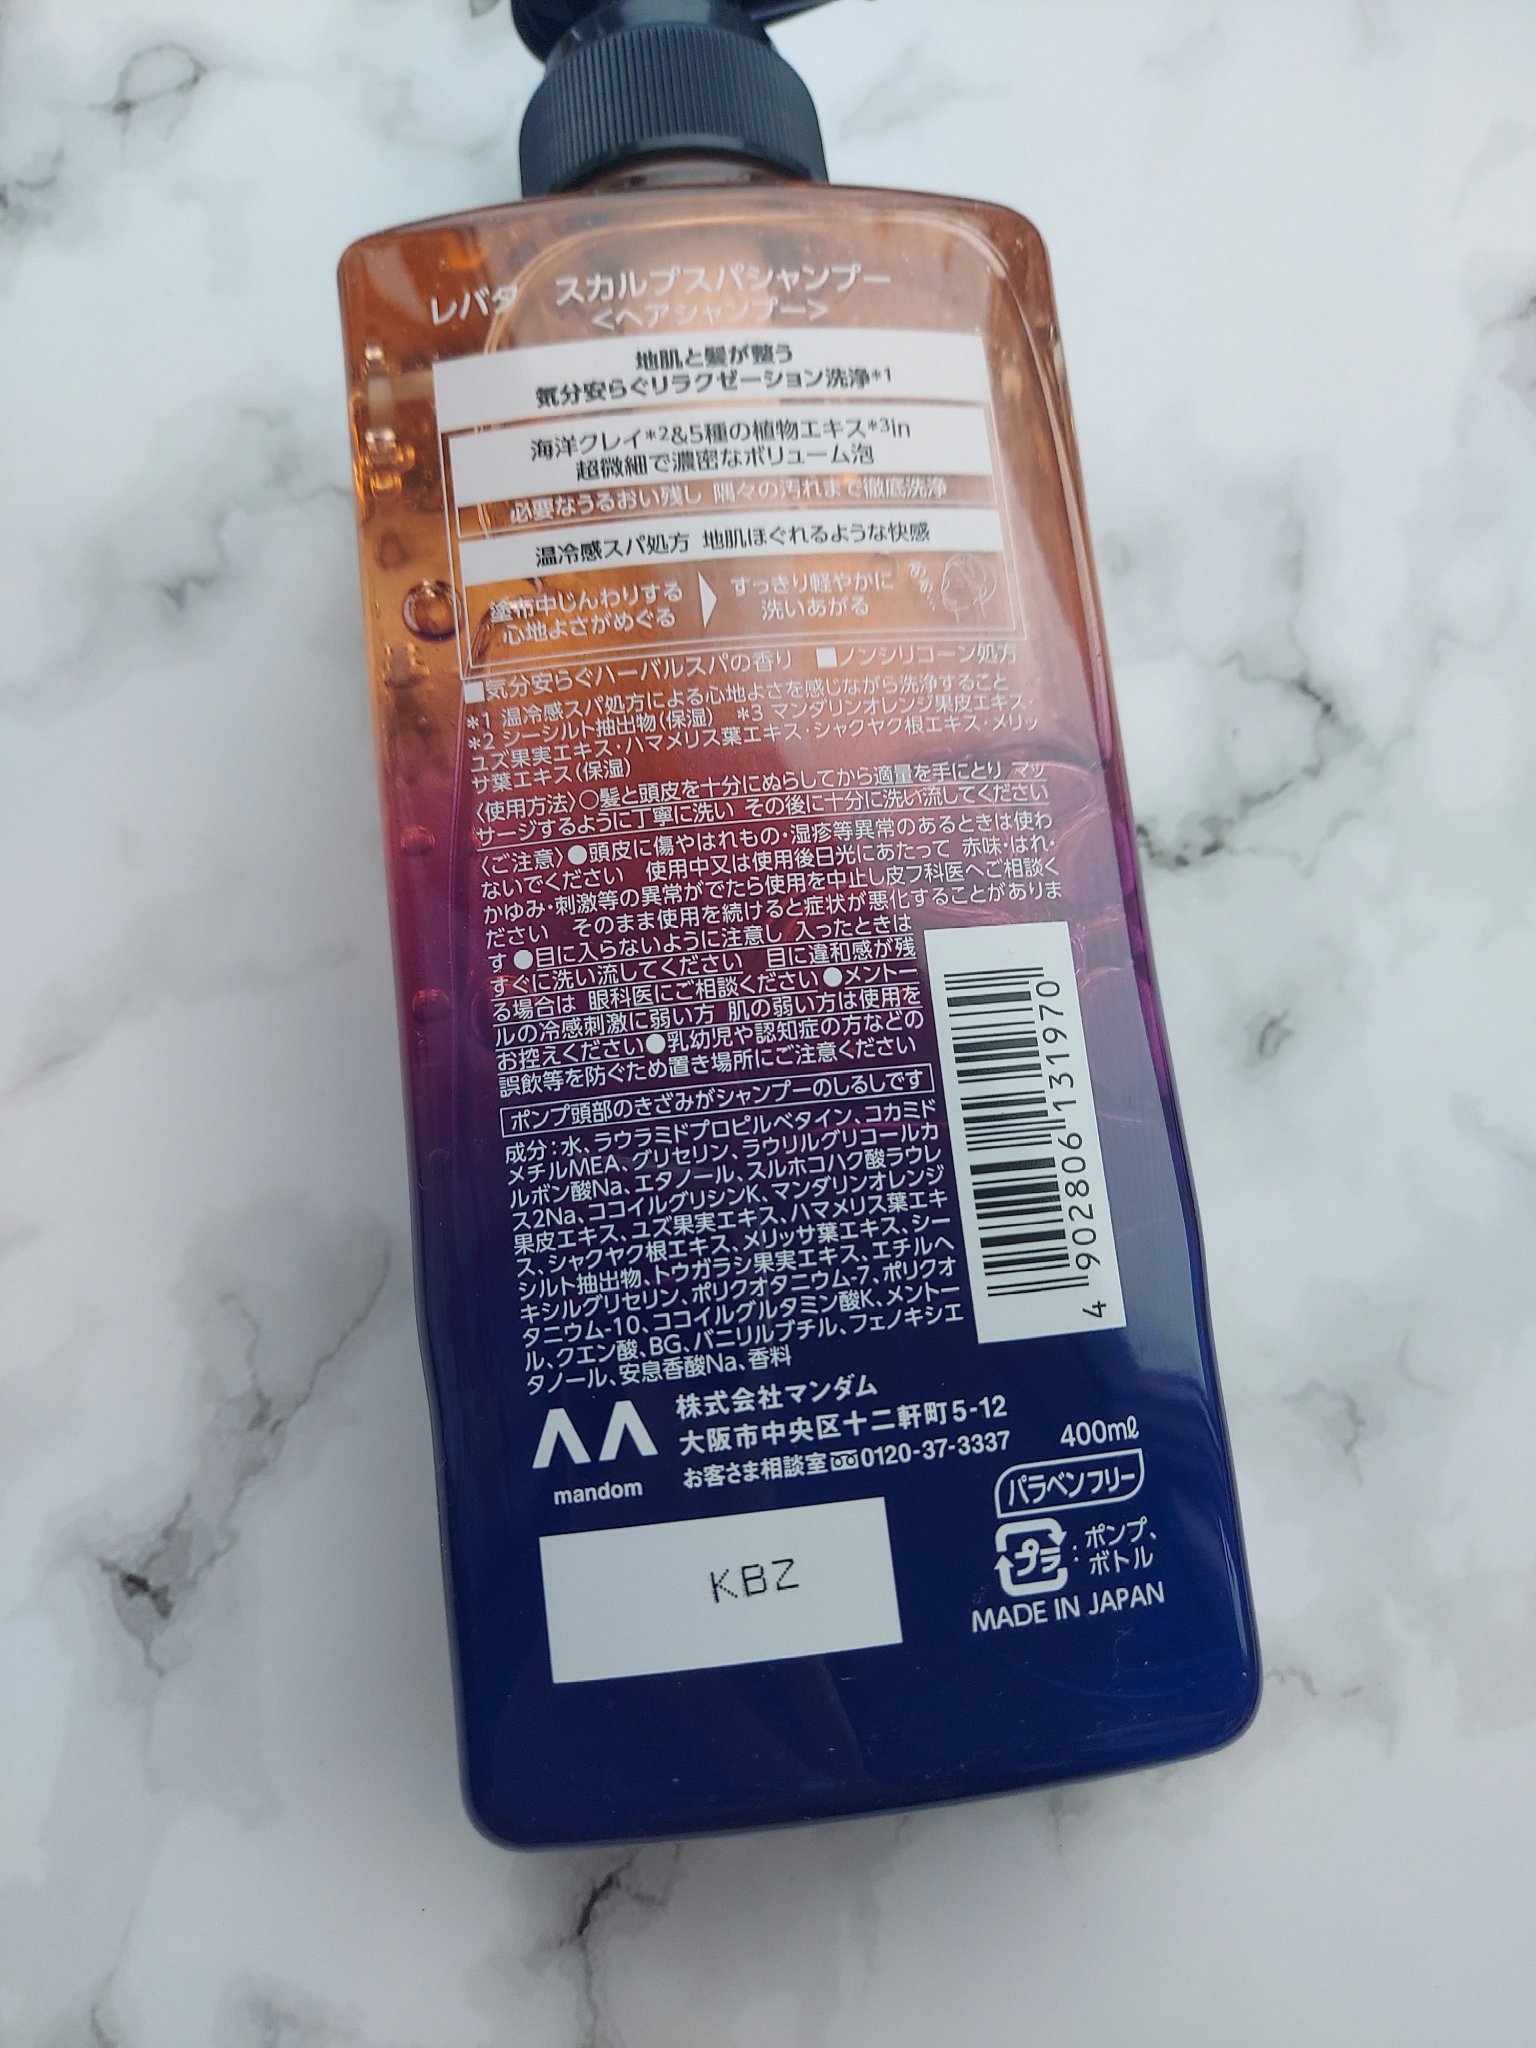 レバタ スカルプスパシャンプー
<ヘアシャンプー>
地肌と髪が整う
気分安らぐリラクゼーション洗浄*1
海洋クレイ*2&5種の植物エキス*3in
超微細で濃密なボリューム泡
必要なうるおい残し 隅々の汚れまで徹底洗浄
温冷感スパ処方 地肌ほぐれるような快感
塗布中じんわりする
心地よさがめぐる
すっきり軽やかに
洗いあがる
あぁ
■気分安らぐハーバルスパの香り ■ノンシリコーン処方
*1 温冷感スパ処方による心地よさを感じながら洗浄すること
*2 シーシルト抽出物(保湿) *3 マンダリンオレンジ果皮エキス・
ユズ果実エキス・ハマメリス葉エキス・シャクヤク根エキス・メリッ
サ葉エキス(保湿)
〈使用方法〉○髪と頭皮を十分にぬらしてから適量を手にとり マッ
サージするように丁寧に洗い その後に十分に洗い流してください
〈ご注意〉●頭皮に傷やはれもの・湿疹等異常のあるときは使わ
ないでください 使用中又は使用後日光にあたって 赤味・はれ・
かゆみ・刺激等の異常がでたら使用を中止し皮フ科医へご相談く
ださい そのまま使用を続けると症状が悪化することがありま
す●目に入らないように注意し 入ったときは
すぐに洗い流してください 目に違和感が残
る場合は 眼科医にご相談ください●メントー
ルの冷感刺激に弱い方 肌の弱い方は使用を
お控えください●乳幼児や認知症の方などの
誤飲等を防ぐため置き場所にご注意ください
ポンプ頭部のきざみがシャンプーのしるしです
成分:水、ラウラミドプロピルベタイン、コカミド
メチルMEA、グリセリン、ラウリルグリコールカ
ルボン酸Na、エタノール、スルホコハク酸ラウレ
ス2Na、ココイルグリシンK、マンダリンオレンジ
果皮エキス、ユズ果実エキス、ハマメリス葉エキ
ス、シャクヤク根エキス、メリッサ葉エキス、シー
シルト抽出物、トウガラシ果実エキス、エチルヘ
キシルグリセリン、ポリクオタニウム-7、ポリクオ
タニウム-10、ココイルグルタミン酸K、メントー
ル、クエン酸、BG、バニリルブチル、フェノキシエ
タノール、安息香酸Na、香料
4 902806 131970
mandom
株式会社マンダム
大阪市中央区十二軒町5-12
お客さま相談室0120-37-3337
400mℓ
パラベンフリー
プラ:ポンプ、
ボトル
MADE IN JAPAN
KBZ